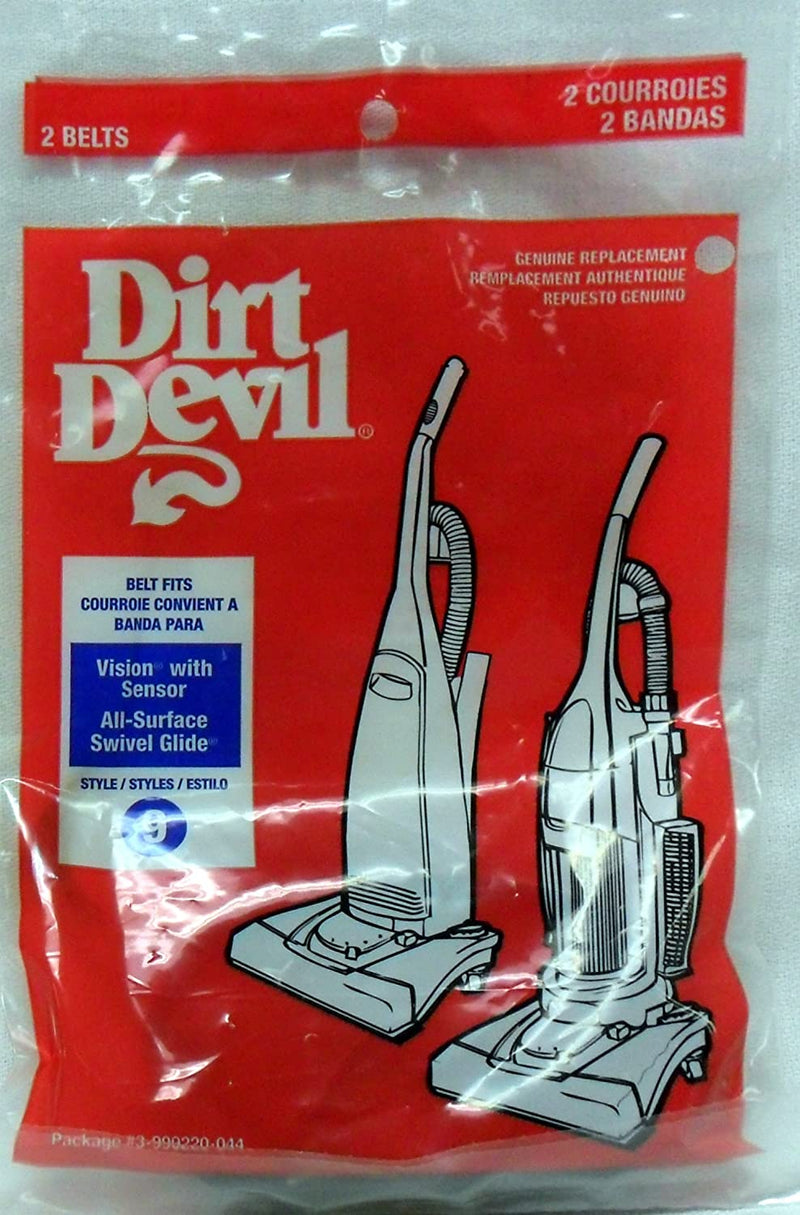 2 BELTS
2 COURROIES
2 BANDAS
GENUINE REPLACEMENT
REMPLACEMENT AUTHENTIQUE
REPUESTO GENUINO
Dirt
Devil®
BELT FITS
COURROIE CONVIENT A
BANDA PARA
Vision® with
Sensor
All-Surface
Swivel Glide®
STYLE / STYLES / ESTILO
9
Package #3-990220-044